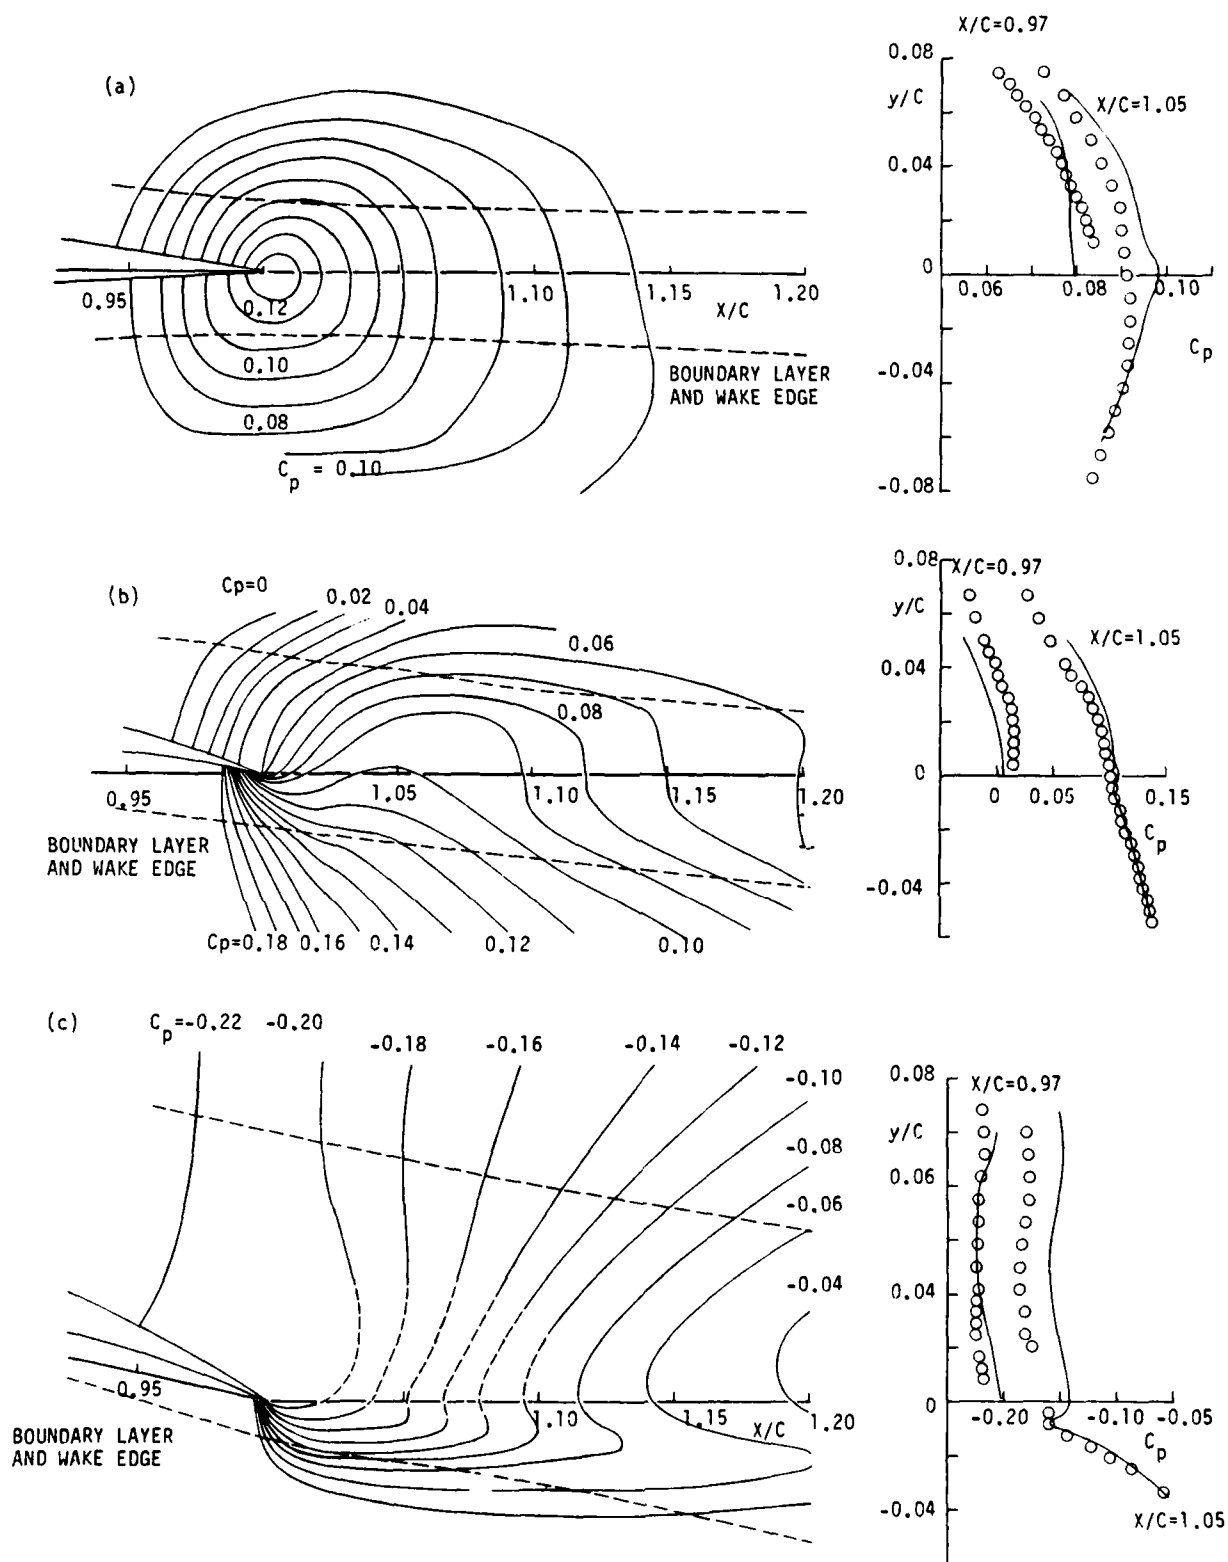 (a)
0.95
0.12
0.10
0.08
C_p = 0.10
1.10
1.15
1.20
X/C
BOUNDARY LAYER
AND WAKE EDGE
X/C=0.97
0.08
y/C
X/C=1.05
0.04
0
0.06
0.08
0.10
C_p
-0.04
-0.08
(b)
Cp=0
0.02
0.04
0.06
0.08
0.95
1.05
1.10
1.15
1.20
BOUNDARY LAYER
AND WAKE EDGE
Cp=0.18
0.16
0.14
0.12
0.10
0.08
X/C=0.97
y/C
X/C=1.05
0.04
0
0
0.05
0.15
C_p
-0.04
(c)
C_p=-0.22
-0.20
-0.18
-0.16
-0.14
-0.12
-0.10
-0.08
-0.06
-0.04
0.95
1.10
1.15
1.20
X/C
BOUNDARY LAYER
AND WAKE EDGE
0.08
X/C=0.97
y/C
0.06
0.04
0
-0.20
-0.10
-0.05
C_p
-0.04
X/C=1.05